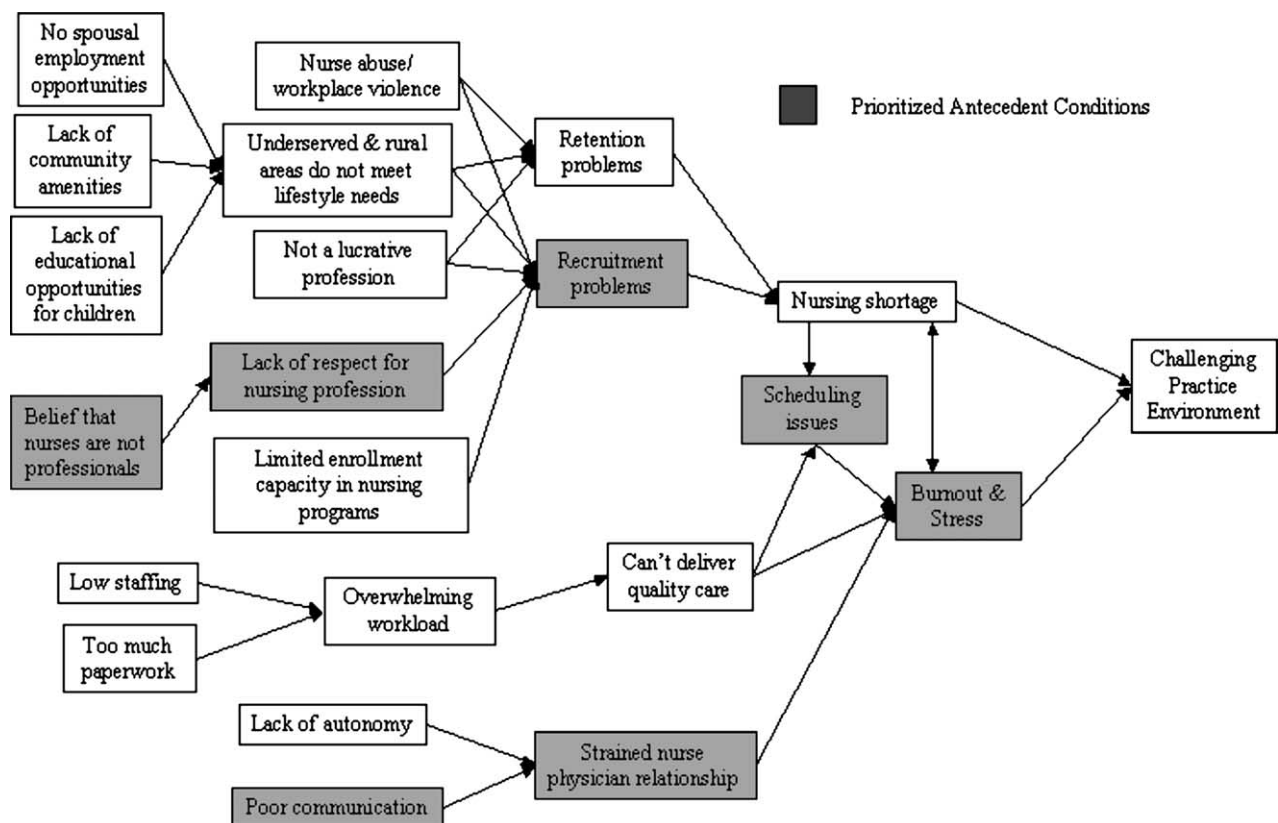 No spousal
employment
opportunities
Lack of
community
amenities
Lack of
educational
opportunities
for children
Belief that
nurses are not
professionals
Nurse abuse/
workplace violence
Underserved & rural
areas do not meet
lifestyle needs
Not a lucrative
profession
Lack of respect for
nursing profession
Limited enrollment
capacity in nursing
programs
Low staffing
Too much
paperwork
Overwhelming
workload
Lack of autonomy
Poor communication
Retention
problems
Recruitment
problems
Can't deliver
quality care
Strained nurse
physician relationship
Prioritized Antecedent Conditions
Nursing shortage
Scheduling
issues
Burnout &
Stress
Challenging
Practice
Environment